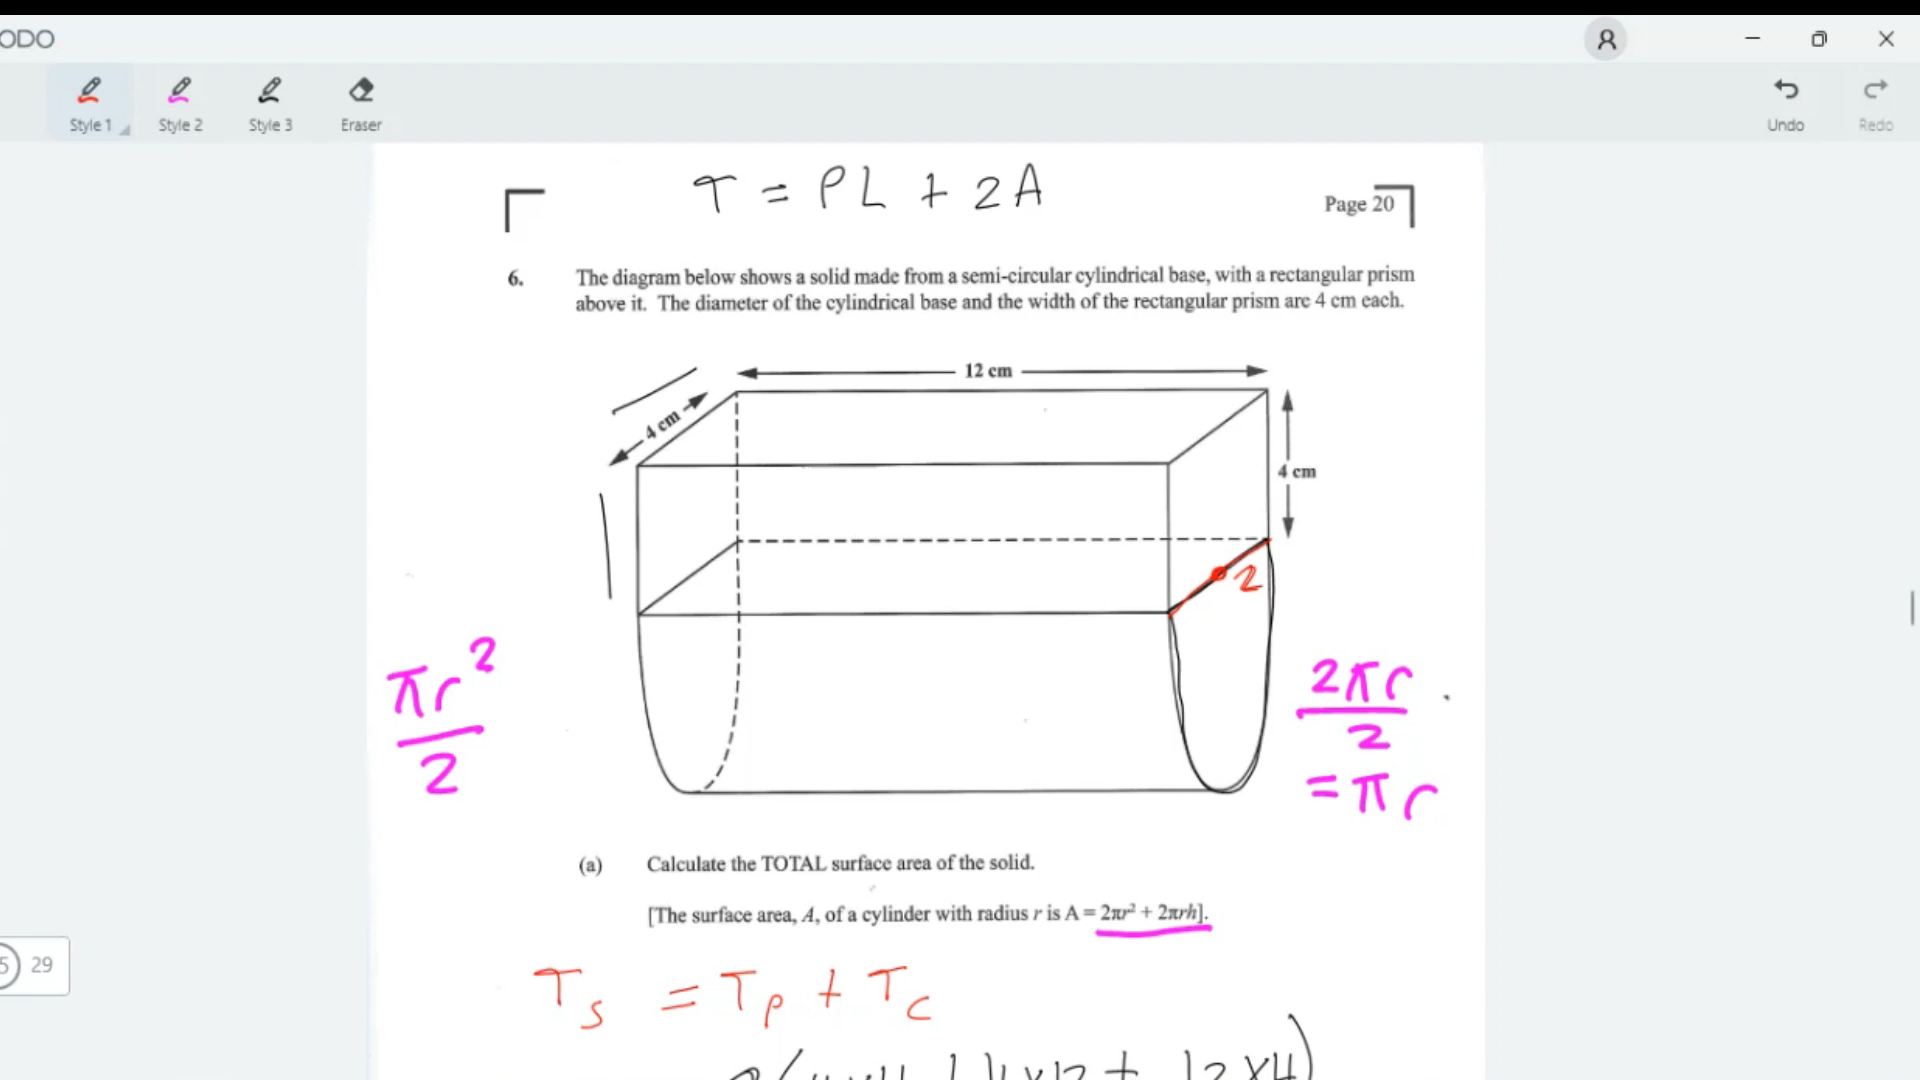 ODO
Style 1
Style 2
Style 3
Eraser
Undo
Redo
T = PL + 2A
Page 20
6. The diagram below shows a solid made from a semi-circular cylindrical base, with a rectangular prism
above it. The diameter of the cylindrical base and the width of the rectangular prism are 4 cm each.
12 cm
4 cm
4 cm
2
πr²
2
2πr
2
= πr
(a) Calculate the TOTAL surface area of the solid.
[The surface area, A, of a cylinder with radius r is A = 2πr² + 2πrh].
29
Ts = Tp + Tc
12 x 4)